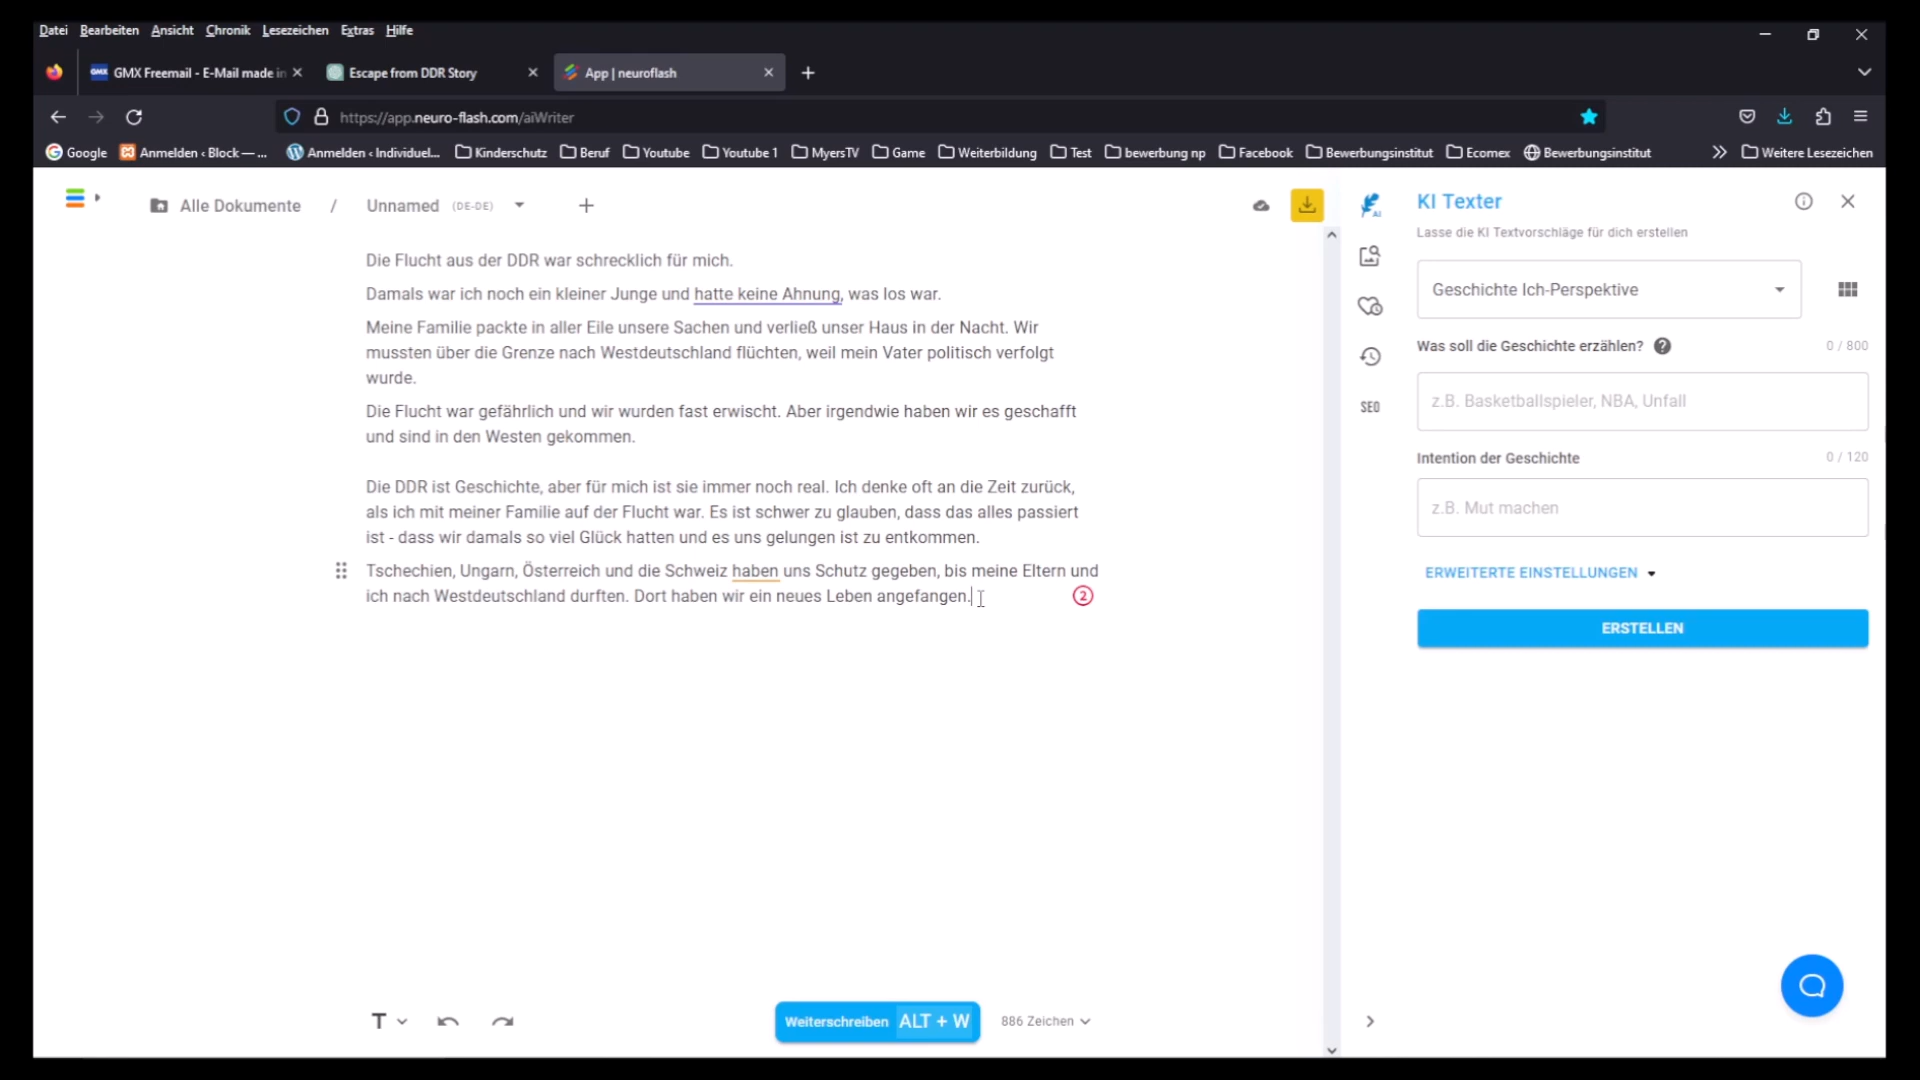 Datei Bearbeiten Ansicht Chronik Lesezeichen Extras Hilfe
GMX GMX Freemail - E-Mail made in Escape from DDR Story App | neuroflash
https://app.neuro-flash.com/aiWriter
Google Anmelden ‹ Block — ... Anmelden ‹ Individuel... Kinderschutz Beruf Youtube Youtube 1 MyersTV Game Weiterbildung Test bewerbung np Facebook Bewerbungsinstitut Ecomex Bewerbungsinstitut Weitere Lesezeichen
Alle Dokumente / Unnamed (DE-DE)
Die Flucht aus der DDR war schrecklich für mich.
Damals war ich noch ein kleiner Junge und hatte keine Ahnung, was los war.
Meine Familie packte in aller Eile unsere Sachen und verließ unser Haus in der Nacht. Wir
mussten über die Grenze nach Westdeutschland flüchten, weil mein Vater politisch verfolgt
wurde.
Die Flucht war gefährlich und wir wurden fast erwischt. Aber irgendwie haben wir es geschafft
und sind in den Westen gekommen.
Die DDR ist Geschichte, aber für mich ist sie immer noch real. Ich denke oft an die Zeit zurück,
als ich mit meiner Familie auf der Flucht war. Es ist schwer zu glauben, dass das alles passiert
ist - dass wir damals so viel Glück hatten und es uns gelungen ist zu entkommen.
Tschechien, Ungarn, Österreich und die Schweiz haben uns Schutz gegeben, bis meine Eltern und
ich nach Westdeutschland durften. Dort haben wir ein neues Leben angefangen.
2
T
Weiterschreiben ALT + W
886 Zeichen
AI
SEO
KI Texter
Lasse die KI Textvorschläge für dich erstellen
Geschichte Ich-Perspektive
Was soll die Geschichte erzählen? ? 0 / 800
z.B. Basketballspieler, NBA, Unfall
Intention der Geschichte 0 / 120
z.B. Mut machen
ERWEITERTE EINSTELLUNGEN
ERSTELLEN